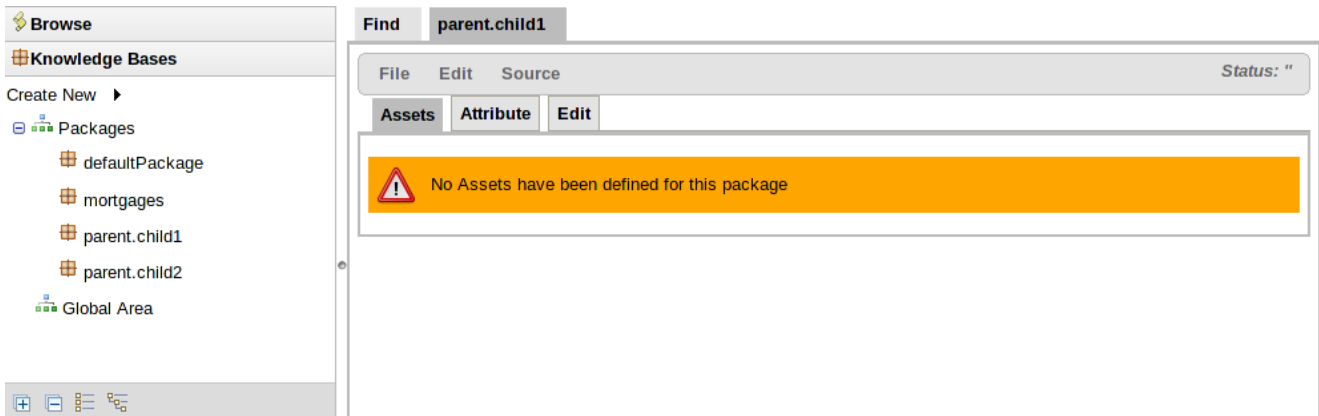 Browse
Knowledge Bases
Create New
Packages
defaultPackage
mortgages
parent.child1
parent.child2
Global Area
Find parent.child1
File Edit Source Status: ''
Assets Attribute Edit
No Assets have been defined for this package